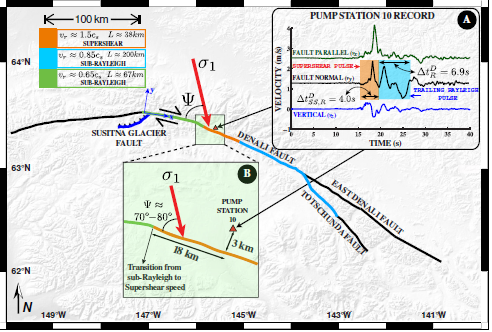 100 km
v_r ≈ 1.5c_s L ≈ 38km
SUPERSHEAR
v_r ≈ 0.85c_s L ≈ 200km
SUB-RAYLEIGH
v_r ≈ 0.65c_s L ≈ 67km
SUB-RAYLEIGH
PUMP STATION 10 RECORD
A
VELOCITY (m/s)
FAULT PARALLEL
SUPERSHEAR PULSE
FAULT NORMAL
Δt^D_R = 6.9s
Δt^D_SS,R = 4.0s
TRAILING RAYLEIGH
PULSE
VERTICAL
0 5 10 15 20 25 30 35 40
TIME (s)
64°N
63°N
62°N
σ₁
Ψ
y
x
SUSITNA GLACIER
FAULT
DENALI FAULT
EAST DENALI FAULT
TOTSCHUNDA FAULT
B
σ₁
Ψ ≈
70°−80°
PUMP
STATION
10
3 km
18 km
Transition from
sub-Rayleigh to
Supershear speed
N
149°W 147°W 145°W 143°W 141°W